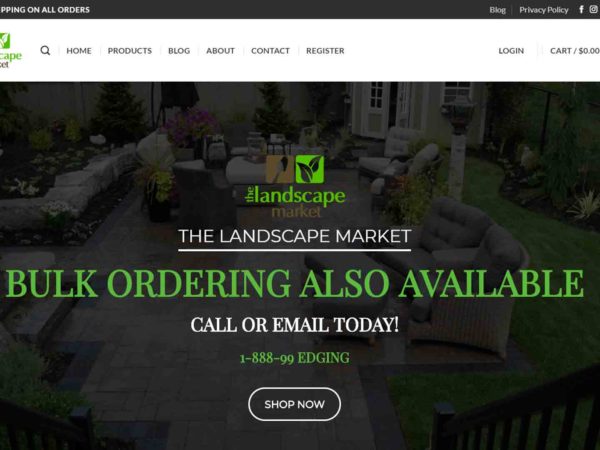 PPING ON ALL ORDERS
Blog
Privacy Policy
scape
rket
HOME
PRODUCTS
BLOG
ABOUT
CONTACT
REGISTER
LOGIN
CART / $0.00
the landscape
market
THE LANDSCAPE MARKET
BULK ORDERING ALSO AVAILABLE
CALL OR EMAIL TODAY!
1-888-99 EDGING
SHOP NOW